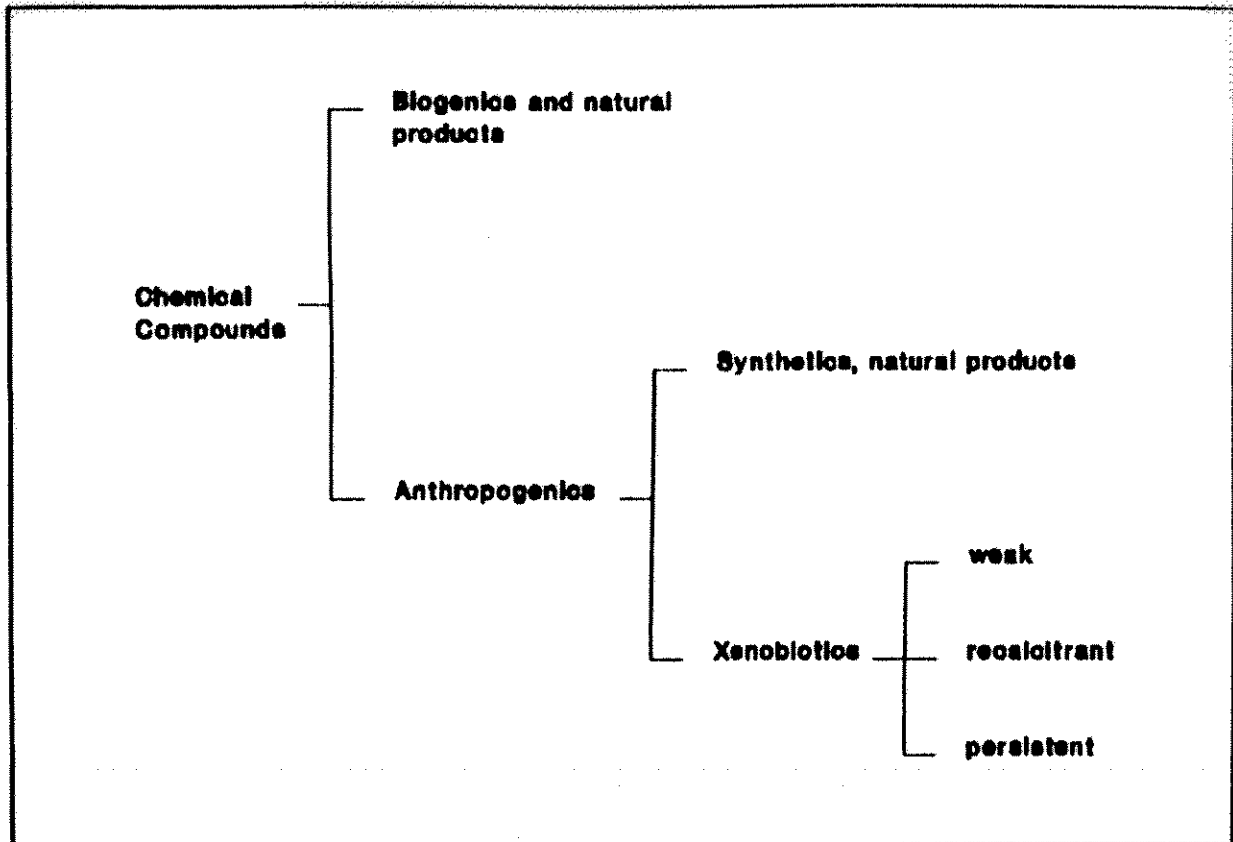 Biogenics and natural
products
Chemical
Compounds
Synthetics, natural products
Anthropogenics
weak
Xenobiotics
recalcitrant
persistent